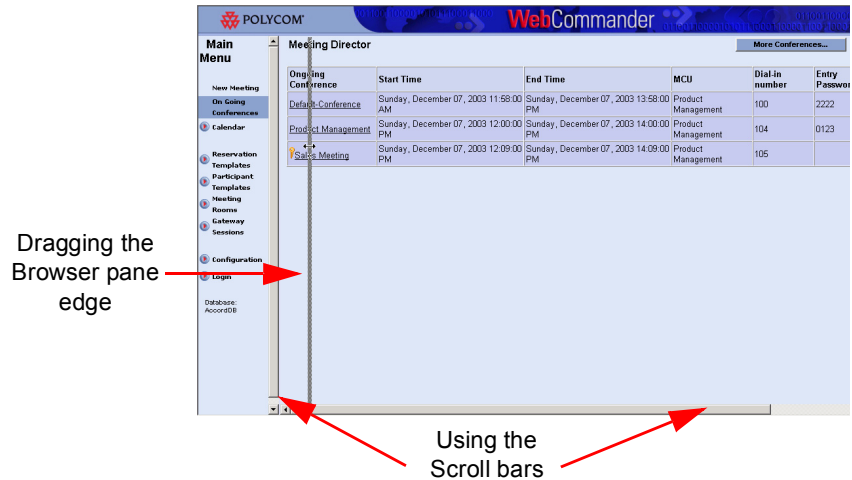 POLYCOM
WebCommander
Main
Menu
New Meeting
On Going
Conferences
Calendar
Reservation
Templates
Participant
Templates
Meeting
Rooms
Gateway
Sessions
Configuration
Login
Database:
AccordDB
Meeting Director
More Conferences...
Ongoing Conference Start Time End Time MCU Dial-in number Entry Passwor
Default-Conference Sunday, December 07, 2003 11:58:00 AM Sunday, December 07, 2003 13:58:00 PM Product Management 100 2222
Product Management Sunday, December 07, 2003 12:00:00 PM Sunday, December 07, 2003 14:00:00 PM Product Management 104 0123
Sales Meeting Sunday, December 07, 2003 12:09:00 PM Sunday, December 07, 2003 14:09:00 PM Product Management 105
Dragging the
Browser pane
edge
Using the
Scroll bars